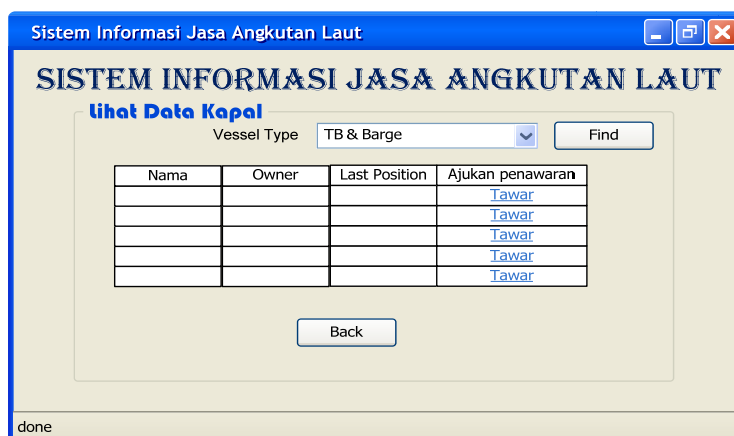 Sistem Informasi Jasa Angkutan Laut
SISTEM INFORMASI JASA ANGKUTAN LAUT
Lihat Data Kapal
Vessel Type TB & Barge Find
Nama Owner Last Position Ajukan penawaran
Tawar
Tawar
Tawar
Tawar
Tawar
Back
done